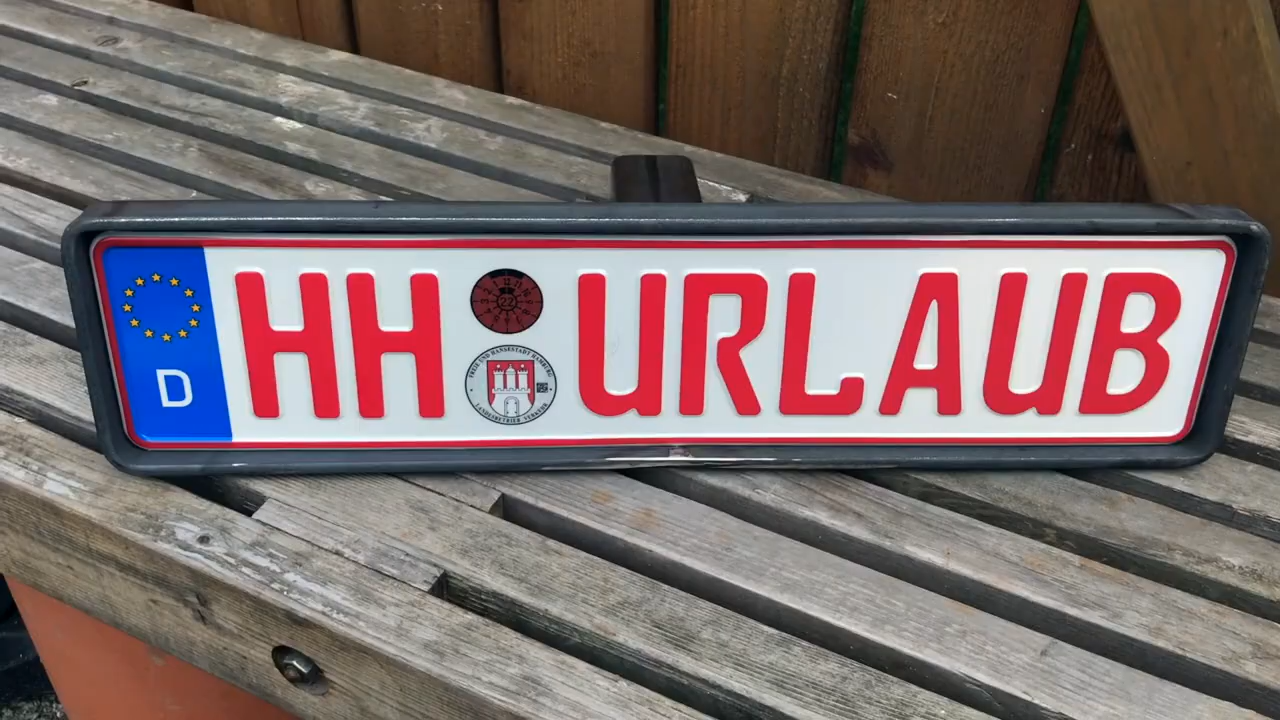 D
HH URLAUB
22
FREIE UND HANSESTADT HAMBURG
LANDESBETRIEB VERKEHR